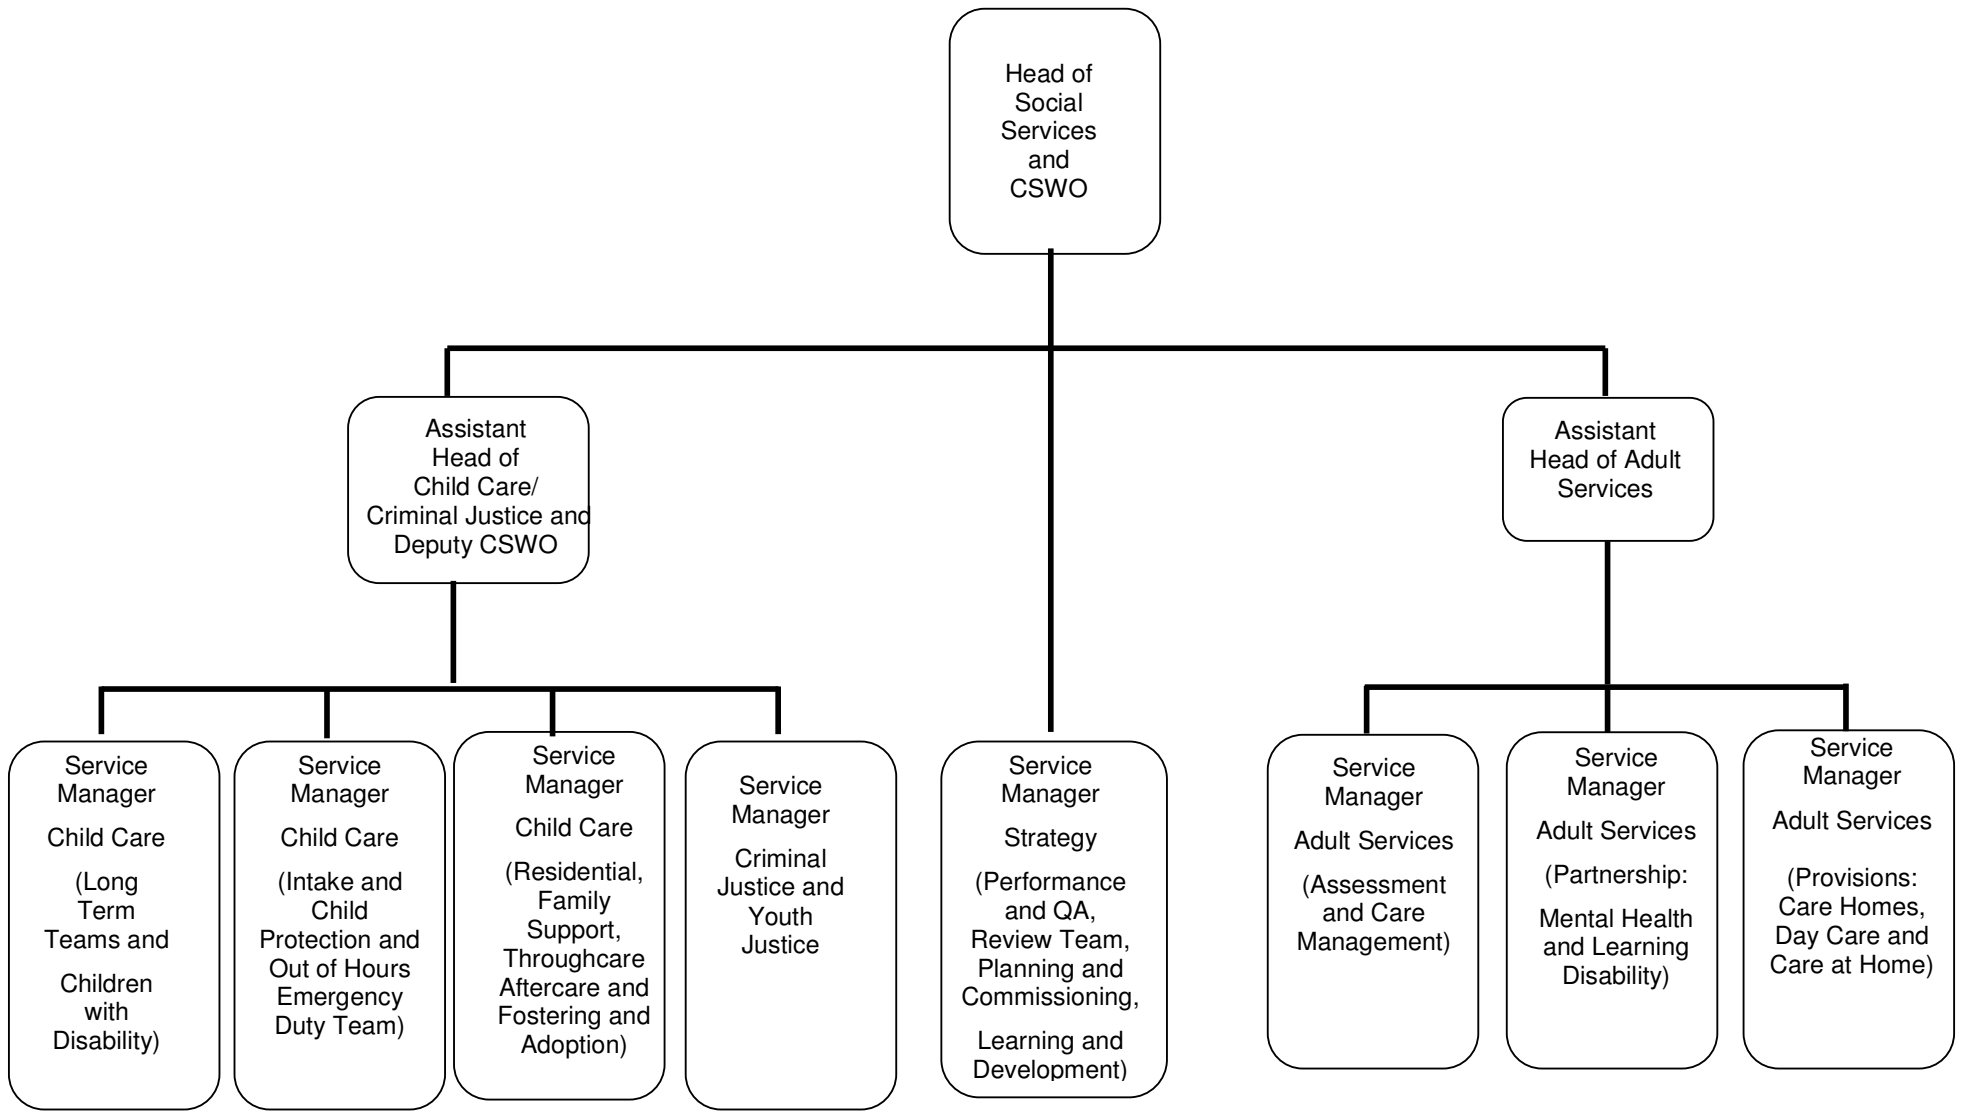 Head of
Social
Services
and
CSWO
Assistant
Head of
Child Care/
Criminal Justice and
Deputy CSWO
Assistant
Head of Adult
Services
Service
Manager
Child Care
(Long
Term
Teams and
Children
with
Disability)
Service
Manager
Child Care
(Intake and
Child
Protection and
Out of Hours
Emergency
Duty Team)
Service
Manager
Child Care
(Residential,
Family
Support,
Throughcare
Aftercare and
Fostering and
Adoption)
Service
Manager
Criminal
Justice and
Youth
Justice
Service
Manager
Strategy
(Performance
and QA,
Review Team,
Planning and
Commissioning,
Learning and
Development)
Service
Manager
Adult Services
(Assessment
and Care
Management)
Service
Manager
Adult Services
(Partnership:
Mental Health
and Learning
Disability)
Service
Manager
Adult Services
(Provisions:
Care Homes,
Day Care and
Care at Home)